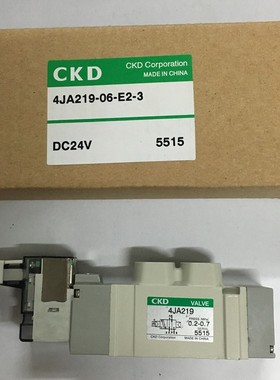 CKD
CKD Corporation
MADE IN CHINA
4JA219-06-E2-3
DC24V 5515
CKD VALVE
4JA219
0.2-0.7
5515
CKD Corporation